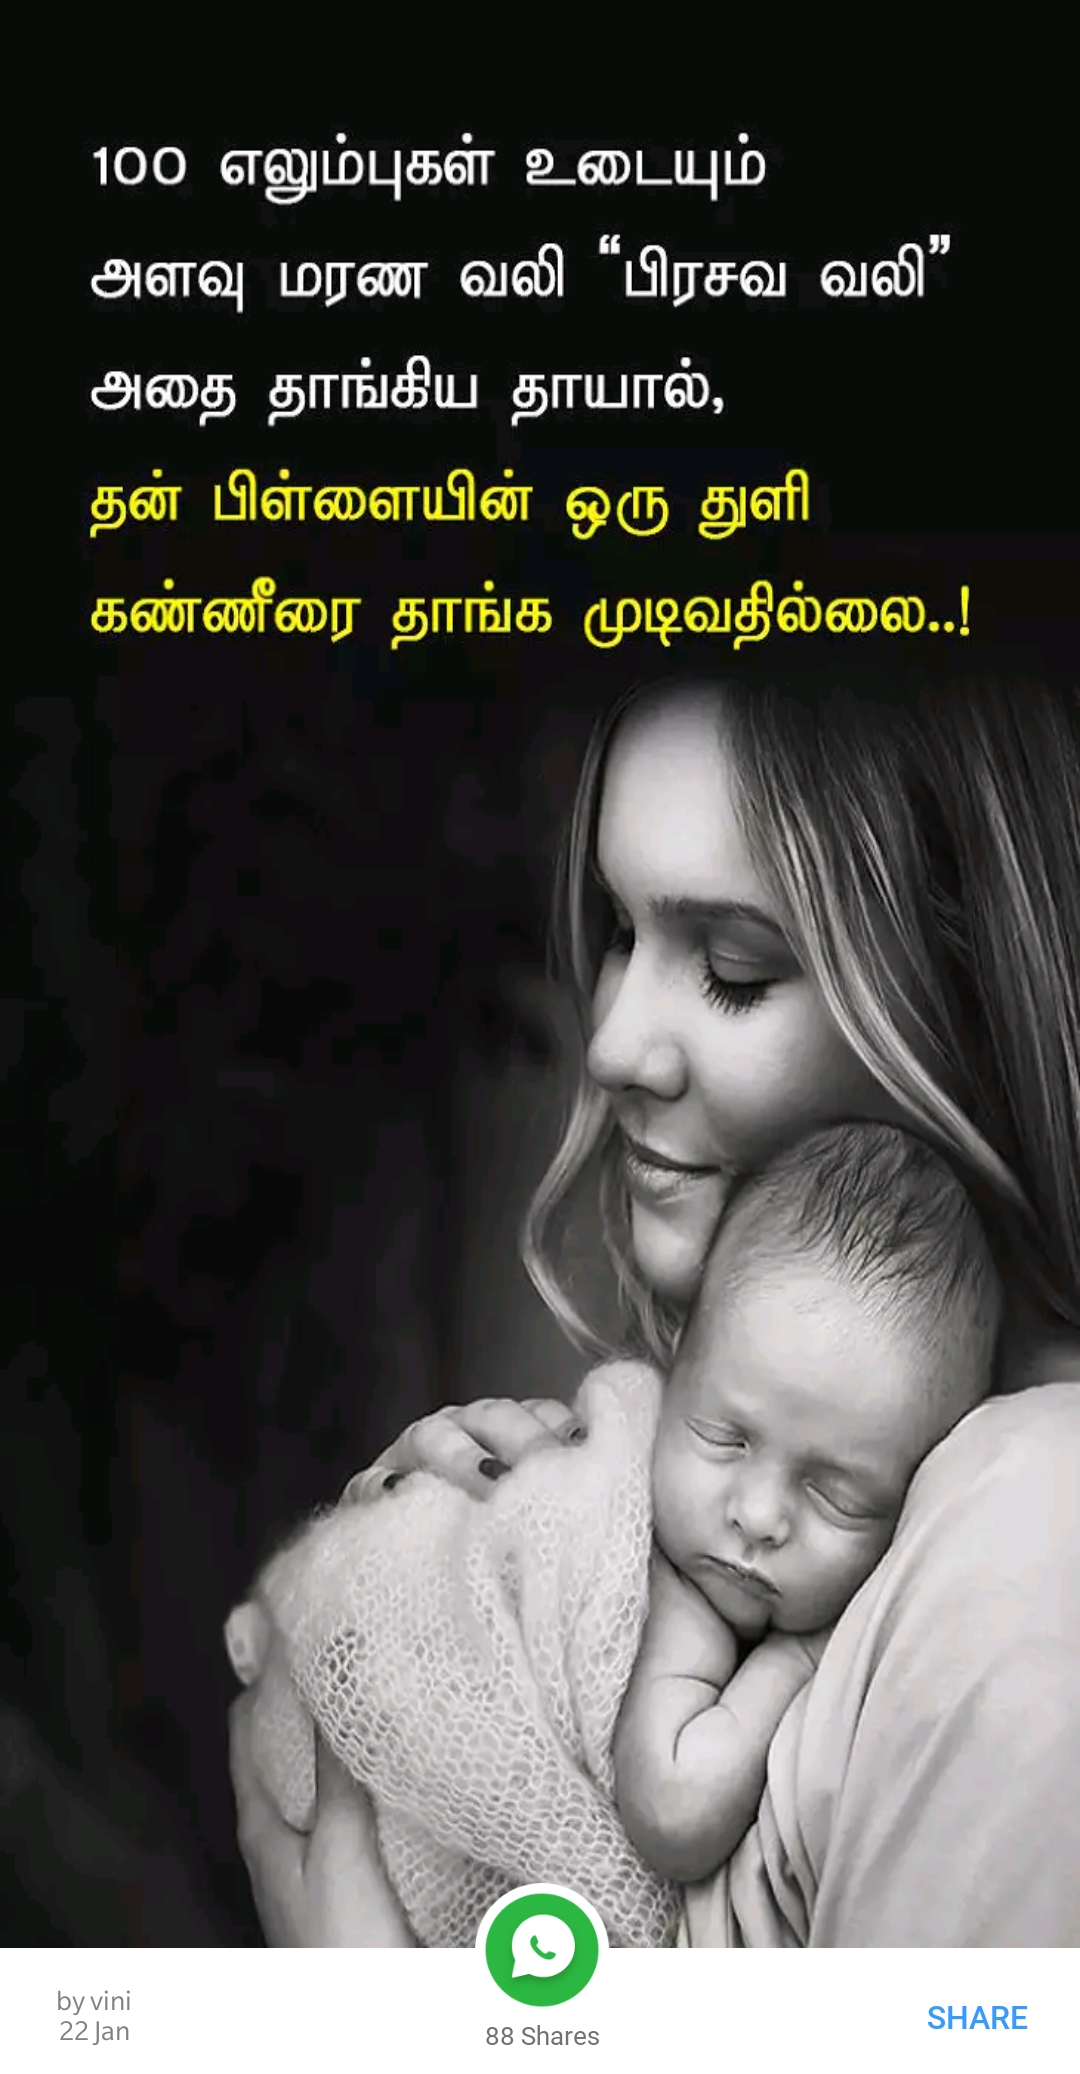 100 எலும்புகள் உடையும்
அளவு மரண வலி “பிரசவ வலி”
அதை தாங்கிய தாயால்,
தன் பிள்ளையின் ஒரு துளி
கண்ணீரை தாங்க முடிவதில்லை..!
by vini
22 Jan
88 Shares
SHARE